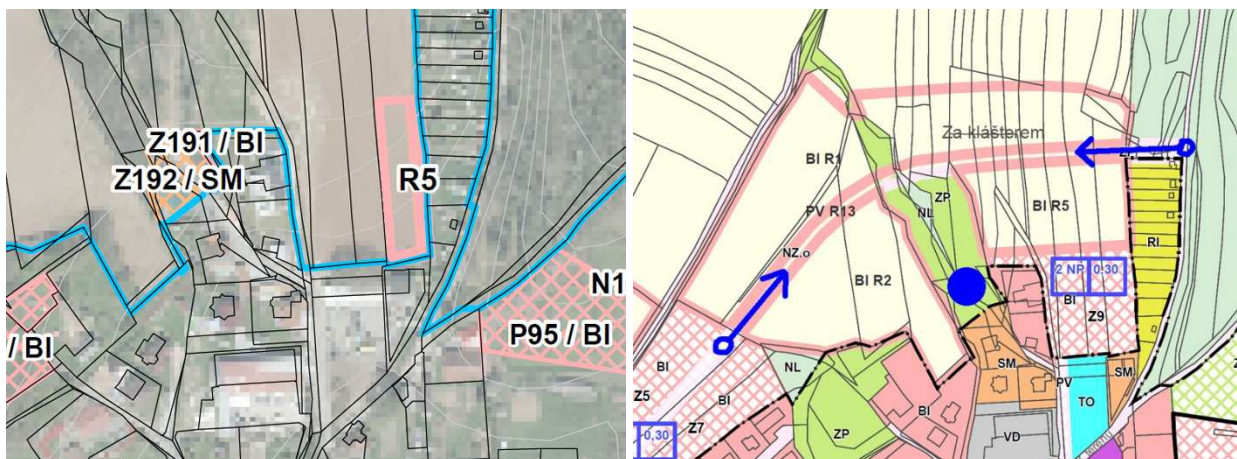 Z191 / BI
Z192 / SM
R5
N1
P95 / BI
/ BI
Za klášterem
BI R1
ZP
NL
BI R5
PV R13
NZ.o
RI
BI R2
2 NP
0,30
BI
Z9
BI
NL
SM
SM
Z5
BI
PV
BI
TO
Z7
0,30
ZP
VD